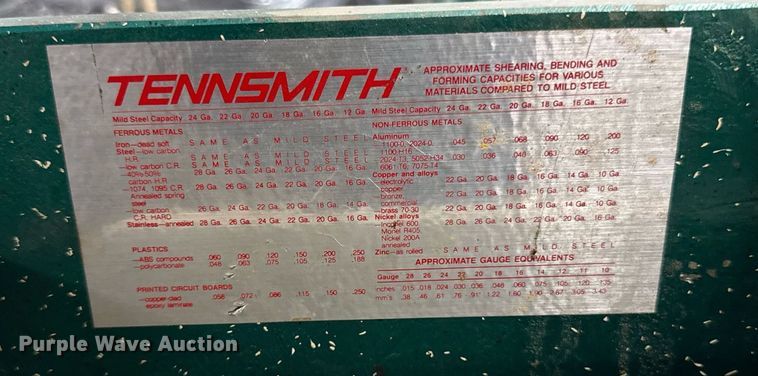 TENNSMITH®
APPROXIMATE SHEARING, BENDING AND
FORMING CAPACITIES FOR VARIOUS
MATERIALS COMPARED TO MILD STEEL
Mild Steel Capacity 24 Ga. 22 Ga. 20 Ga. 18 Ga. 16 Ga. 12 Ga.
FERROUS METALS
Iron—dead soft SAME AS MILD STEEL
Steel—low carbon
H.R. SAME AS MILD STEEL
—low carbon C.R. SAME AS MILD STEEL
—40%50% 28 Ga. 26 Ga. 24 Ga. 22 Ga. 20 Ga. 16 Ga.
carbon H.R.
—1074, 1095 C.R. 28 Ga. 26 Ga. 24 Ga. 22 Ga. 20 Ga. 16 Ga.
Annealed spring
steel
—low carbon 26 Ga. 24 Ga. 22 Ga. 20 Ga. 18 Ga. 14 Ga.
C.R. HARD
Stainless—annealed 28 Ga. 26 Ga. 24 Ga. 22 Ga. 20 Ga. 16 Ga.
PLASTICS
—ABS compounds .060 .090 .120 .150 .200 .250
—polycarbonate .048 .063 .075 .105 .125 .188
PRINTED CIRCUIT BOARDS
—copper-clad .058 .072 .086 .115 .150 .250
epoxy laminate
Mild Steel Capacity 24 Ga. 22 Ga. 20 Ga. 18 Ga. 16 Ga. 12 Ga.
NON-FERROUS METALS
Aluminum
—1100-0, 2024-0, .045 .057 .068 .090 .120 .200
1100-H16
2024-T3, 5052-H34 .030 .036 .048 .063 .090 .125
6061-T6, 7075-T4
Copper and alloys
—electrolytic 22 Ga. 20 Ga. 18 Ga. 16 Ga. 14 Ga. 10 Ga.
copper
—bronze, 22 Ga. 20 Ga. 18 Ga. 16 Ga. 14 Ga. 10 Ga.
commercial
—brass 70-30 22 Ga. 20 Ga. 18 Ga. 16 Ga. 14 Ga. 10 Ga.
Nickel alloys
—Inconel 600 28 Ga. 26 Ga. 24 Ga. 22 Ga. 20 Ga. 16 Ga.
Monel R405
Nickel 200A
annealed
Zinc—as rolled SAME AS MILD STEEL
APPROXIMATE GAUGE EQUIVALENTS
Gauge 28 26 24 22 20 18 16 14 12 11 10
inches .015 .018 .024 .030 .036 .048 .060 .075 .105 .120 .135
mm's .38 .46 .61 .76 .91 1.22 1.60 1.90 2.67 3.05 3.43
Purple Wave Auction